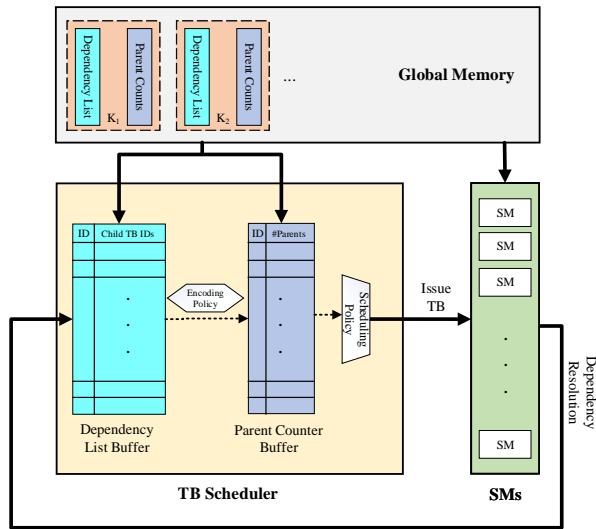 Dependency List
Parent Counts
K1
Dependency List
Parent Counts
K2
...
Global Memory
ID
Child TB IDs
ID
#Parents
Encoding
Policy
Scheduling
Policy
Issue
TB
SM
SM
SM
SM
Dependency
Resolution
Dependency
List Buffer
Parent Counter
Buffer
TB Scheduler
SMs